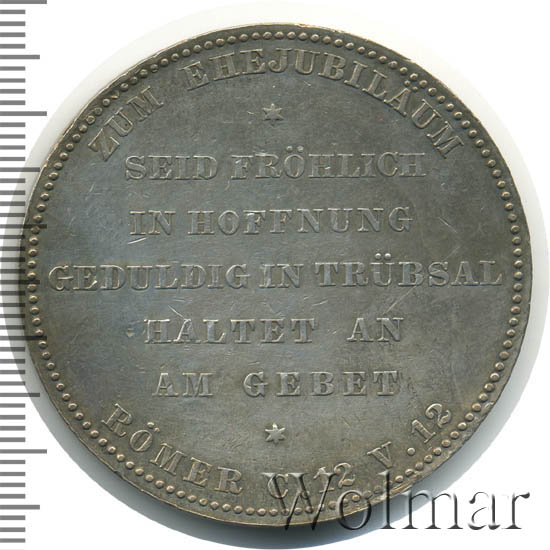 ZUM EHEJUBILÄUM
SEID FRÖHLICH
IN HOFFNUNG
GEDULDIG IN TRÜBSAL
HALTET AN
AM GEBET
RÖMER C. 12 V. 12
Wolmar